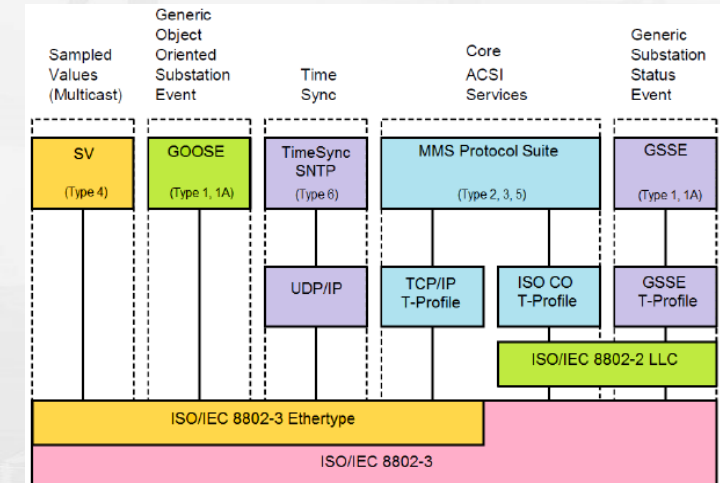 Sampled
Values
(Multicast)
Generic
Object
Oriented
Substation
Event
Time
Sync
Core
ACSI
Services
Generic
Substation
Status
Event
SV
(Type 4)
GOOSE
(Type 1, 1A)
TimeSync
SNTP
(Type 6)
MMS Protocol Suite
(Type 2, 3, 5)
GSSE
(Type 1, 1A)
UDP/IP
TCP/IP
T-Profile
ISO CO
T-Profile
GSSE
T-Profile
ISO/IEC 8802-2 LLC
ISO/IEC 8802-3 Ethertype
ISO/IEC 8802-3